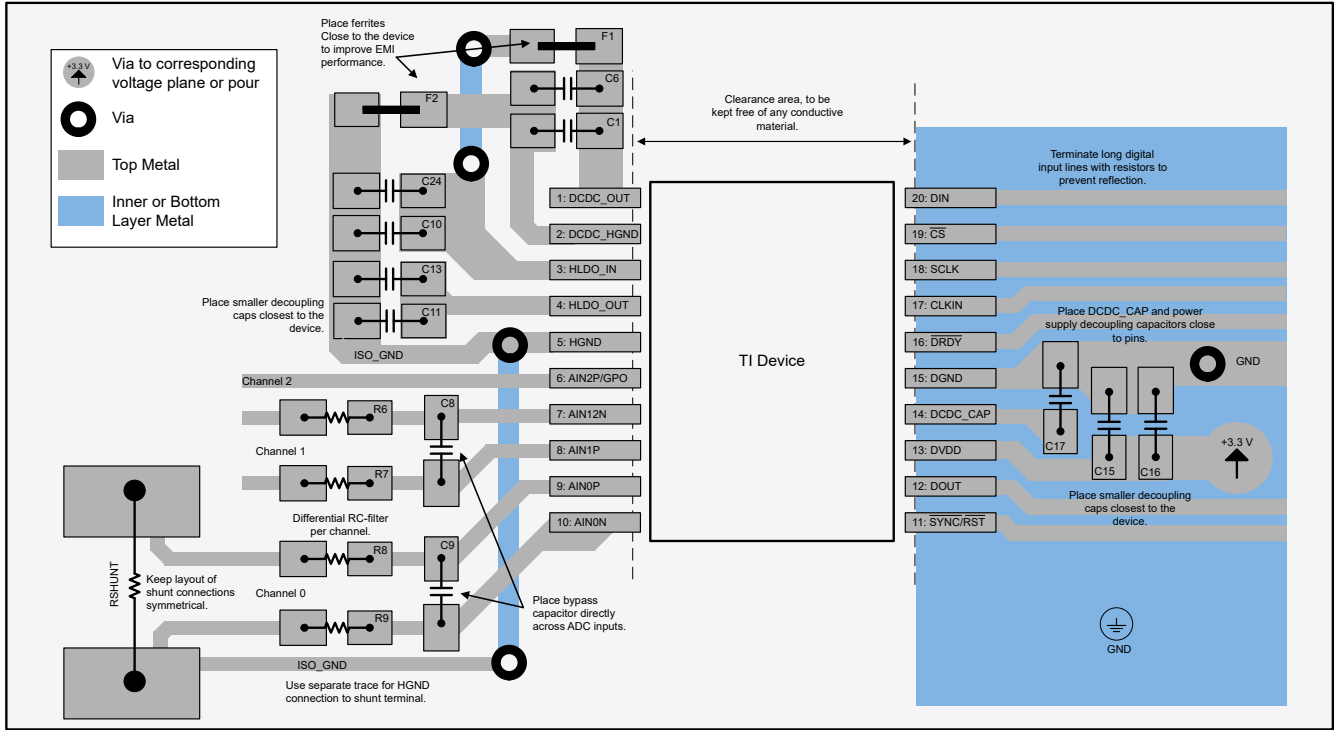 Place ferrites
Close to the device
to improve EMI
performance.
+3.3 V
Via to corresponding
voltage plane or pour
Via
Top Metal
Inner or Bottom
Layer Metal
F1
F2
C6
C1
Clearance area, to be
kept free of any conductive
material.
Terminate long digital
input lines with resistors to
prevent reflection.
C24
C10
C13
C11
Place smaller decoupling
caps closest to the
device.
ISO_GND
1: DCDC_OUT
2: DCDC_HGND
3: HLDO_IN
4: HLDO_OUT
5: HGND
6: AIN2P/GPO
7: AIN12N
8: AIN1P
9: AIN0P
10: AIN0N
TI Device
20: DIN
19: CS
18: SCLK
17: CLKIN
16: DRDY
15: DGND
14: DCDC_CAP
13: DVDD
12: DOUT
11: SYNC/RST
Place DCDC_CAP and power
supply decoupling capacitors close
to pins.
GND
C17
C15
C16
+3.3 V
Place smaller decoupling
caps closest to the
device.
GND
Channel 2
R6
C8
Channel 1
R7
Differential RC-filter
per channel.
R8
C9
RSHUNT
Keep layout of
shunt connections
symmetrical.
Channel 0
R9
Place bypass
capacitor directly
across ADC inputs.
ISO_GND
Use separate trace for HGND
connection to shunt terminal.